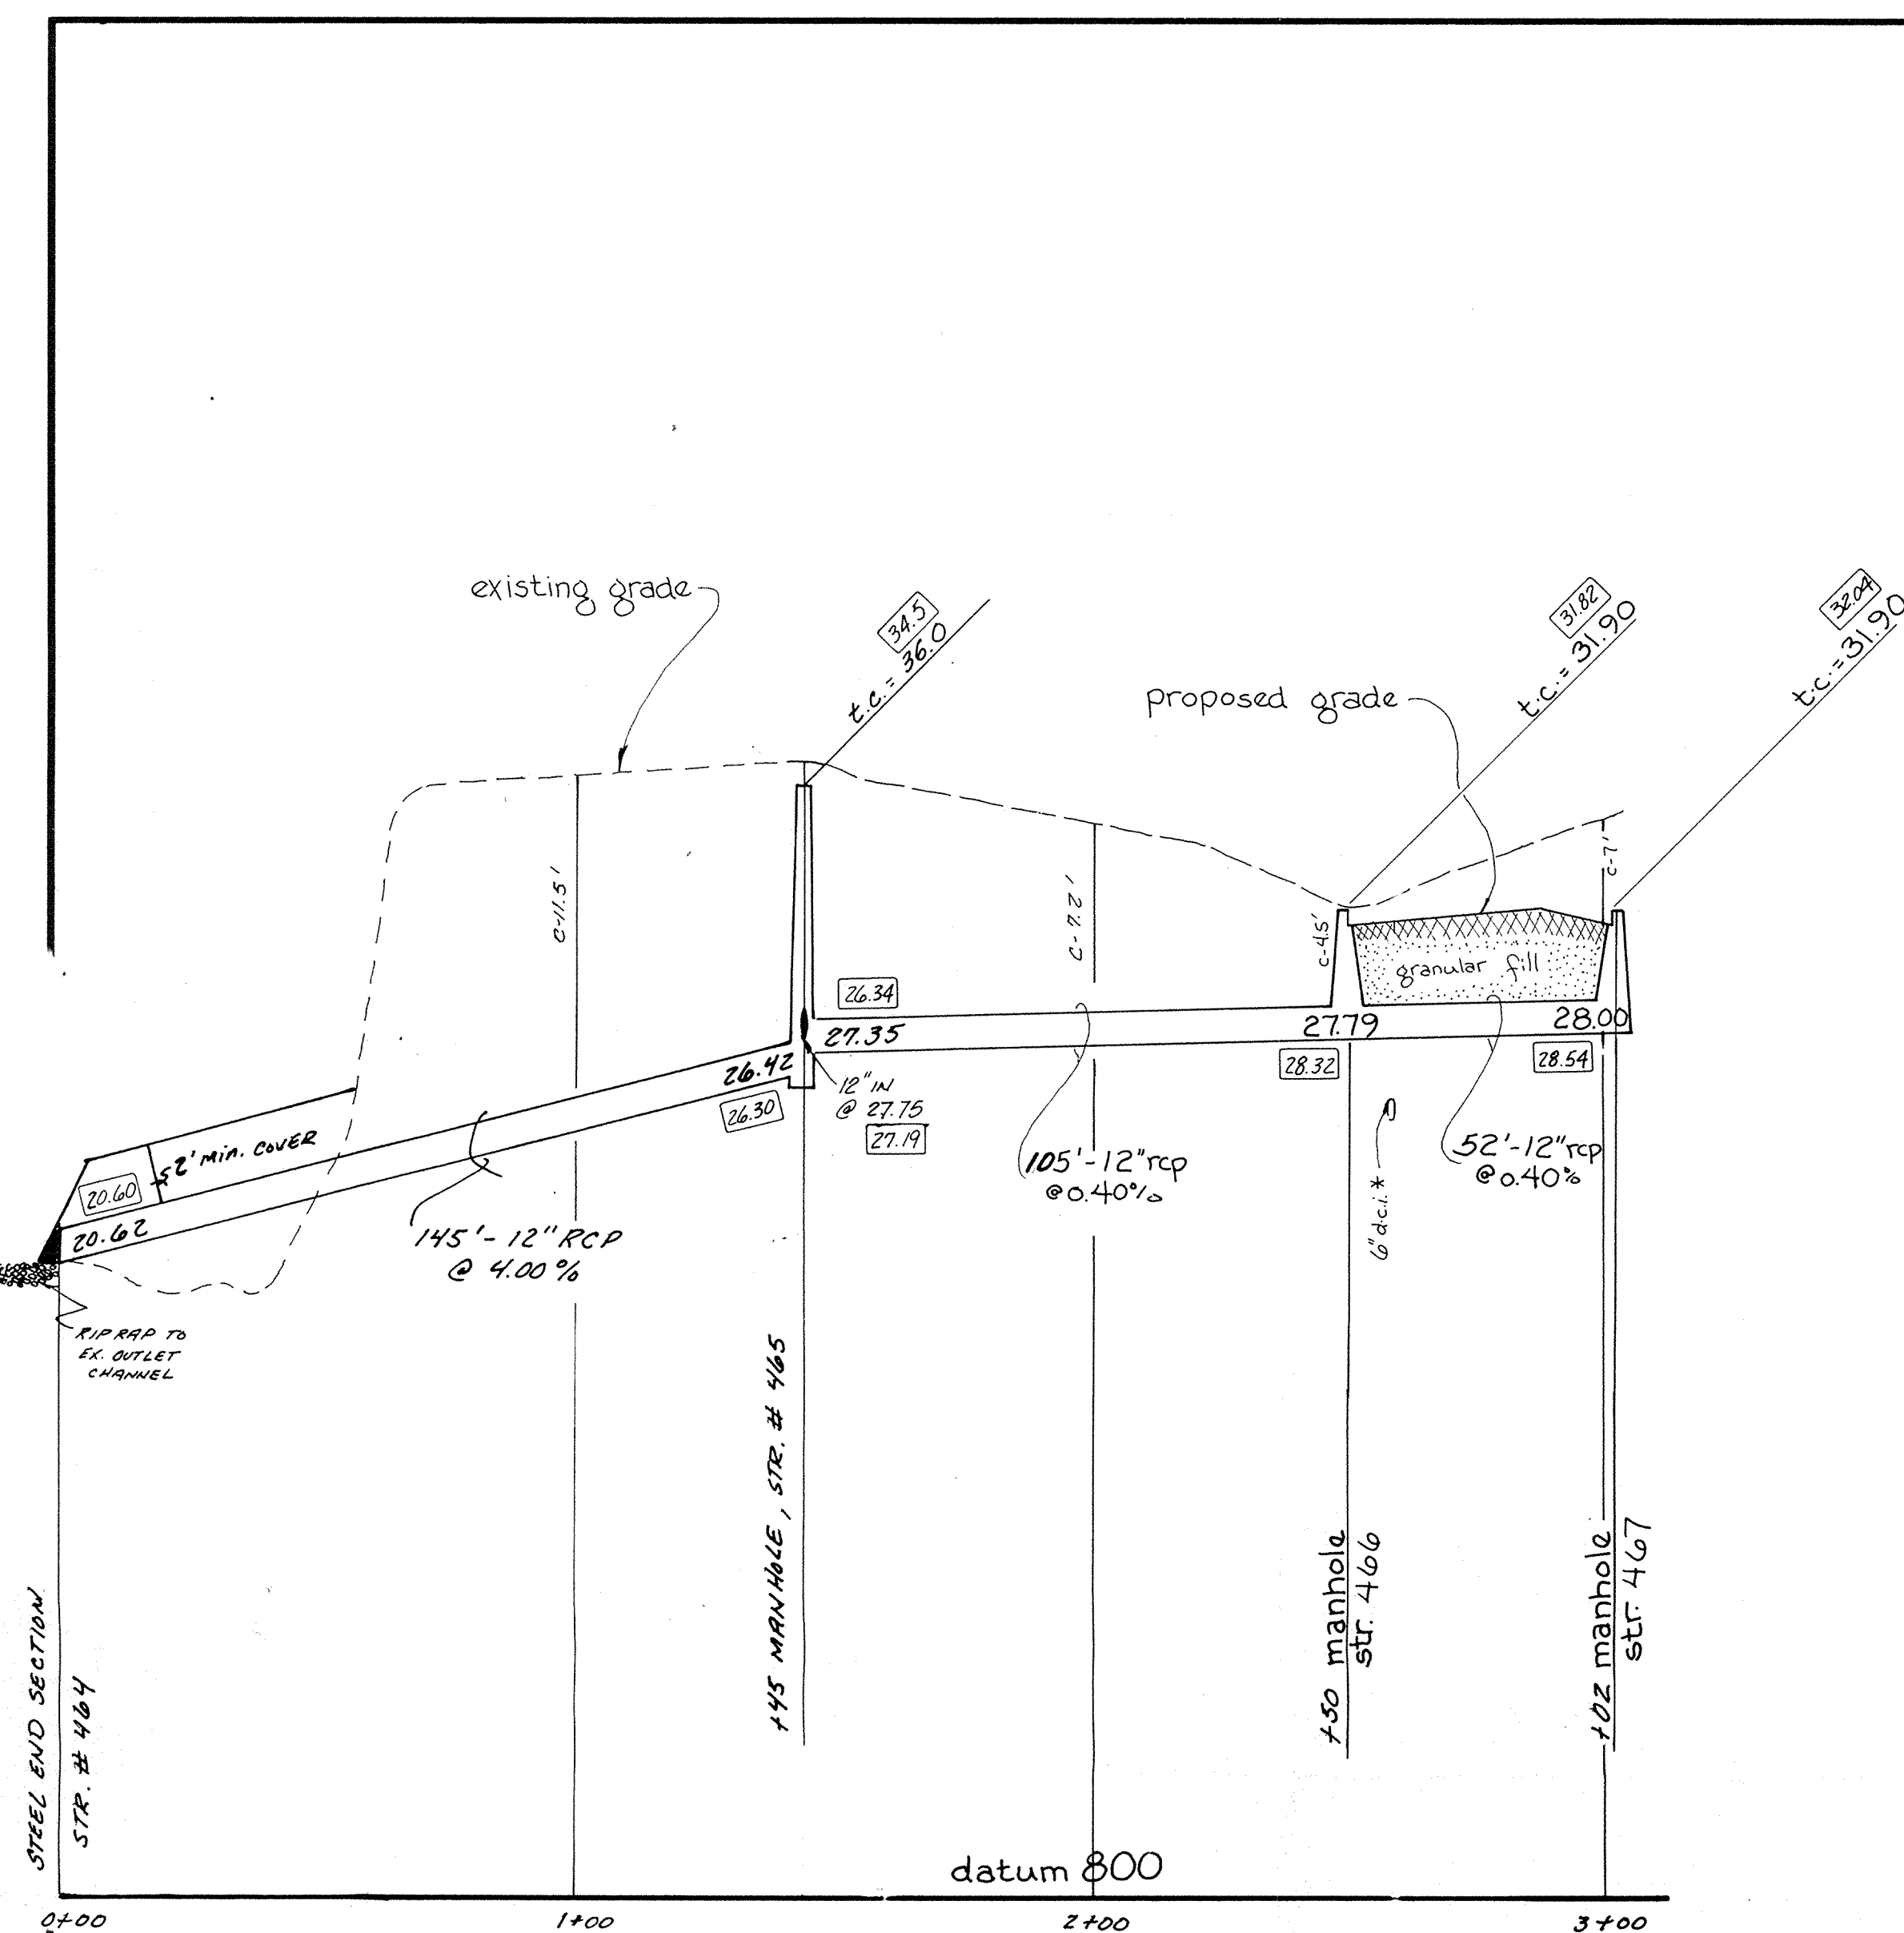 existing grade
34.5
t.c. = 36.0
31.82
t.c. = 31.90
32.04
t.c. = 31.90
proposed grade
c-11.5'
c-7.2'
c-4.5'
c-7'
granular fill
26.34
27.35
27.79
28.00
28.32
28.54
26.42
26.30
12" IN
@ 27.75
27.19
2' MIN. COVER
20.60
20.62
145'-12" RCP
@ 4.00%
105'-12" rcp
@ 0.40%
6" d.c.i.*
52'-12" rcp
@ 0.40%
RIPRAP TO
EX. OUTLET
CHANNEL
STEEL END SECTION
STR. # 464
+45 MANHOLE, STR. # 465
+50 manhole
str. 466
+02 manhole
str. 467
datum 800
0+00
1+00
2+00
3+00